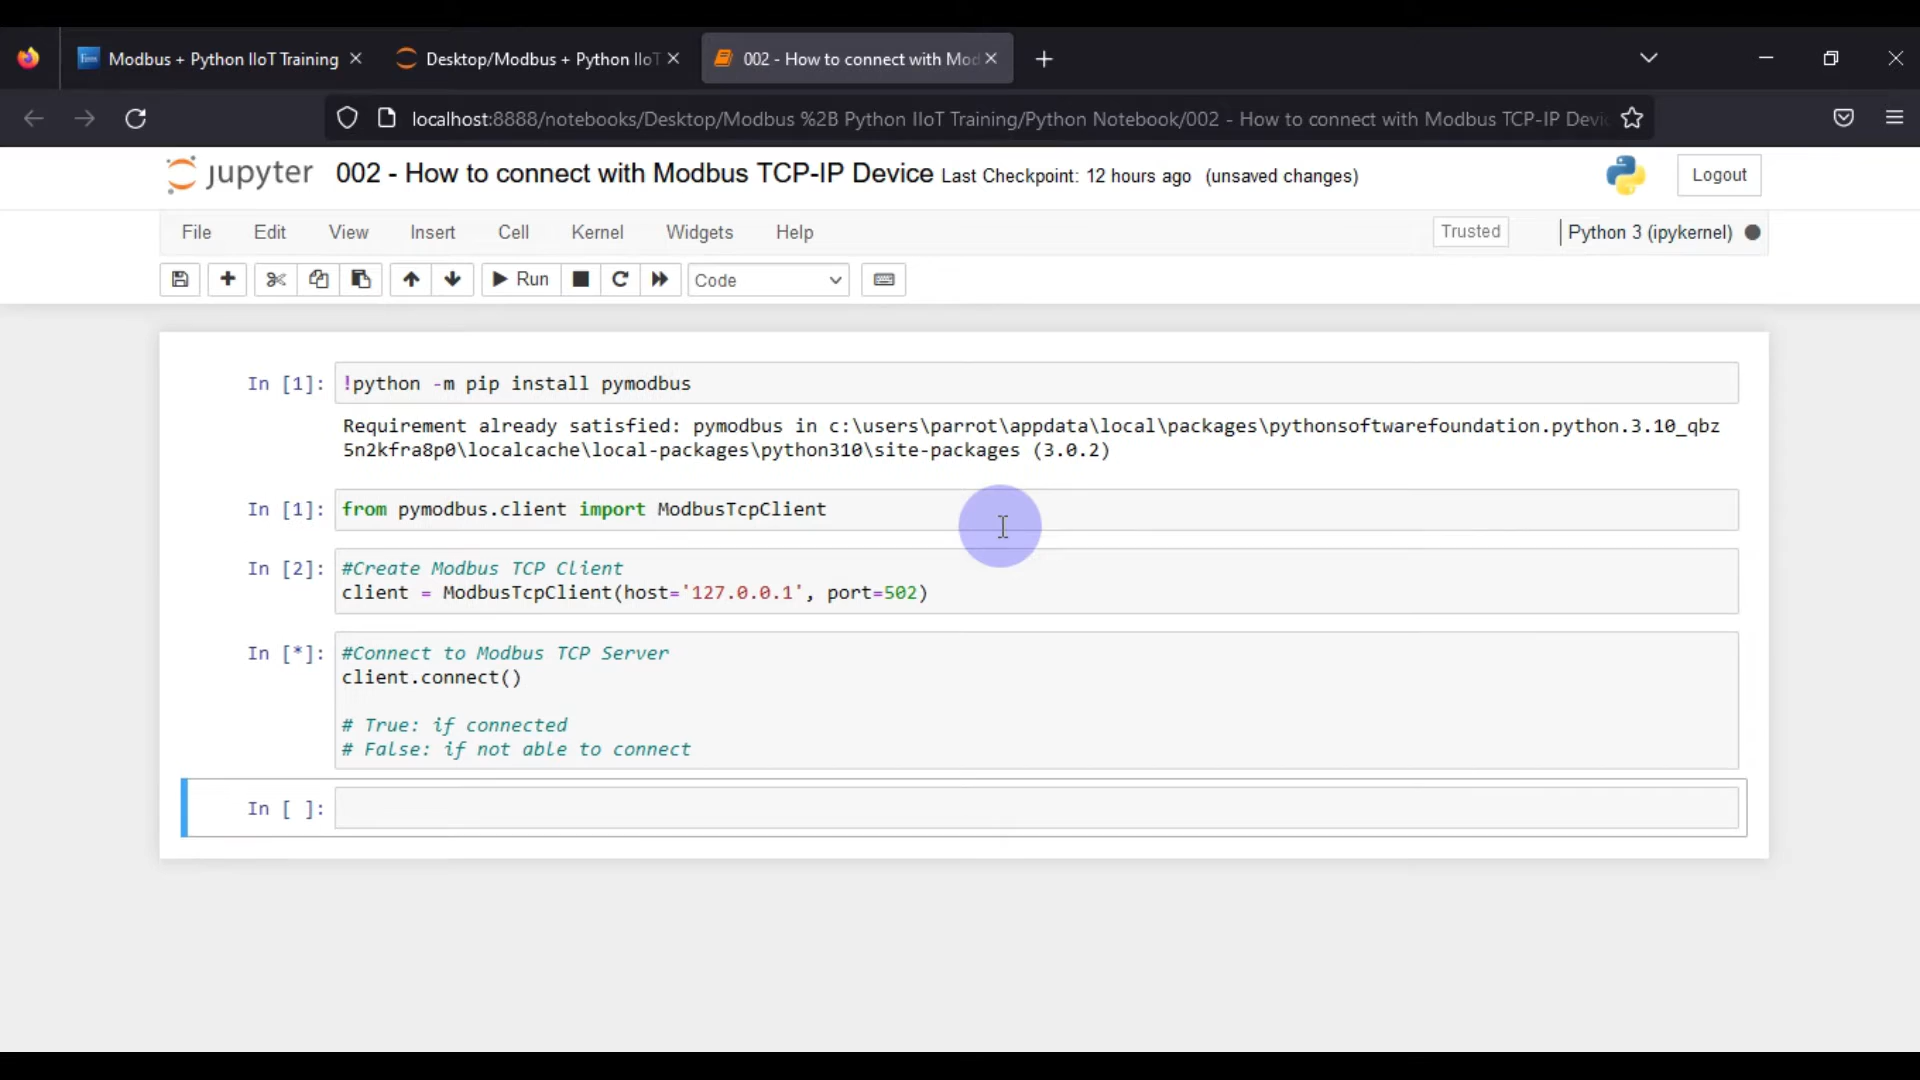 Modbus + Python IIoT Training
Desktop/Modbus + Python IIoT
002 - How to connect with Mod
localhost:8888/notebooks/Desktop/Modbus %2B Python IIoT Training/Python Notebook/002 - How to connect with Modbus TCP-IP Devi
jupyter 002 - How to connect with Modbus TCP-IP Device Last Checkpoint: 12 hours ago (unsaved changes) Logout
File Edit View Insert Cell Kernel Widgets Help Trusted Python 3 (ipykernel)
Run Code
In [1]: !python -m pip install pymodbus
Requirement already satisfied: pymodbus in c:\users\parrot\appdata\local\packages\pythonsoftwarefoundation.python.3.10_qbz
5n2kfra8p0\localcache\local-packages\python310\site-packages (3.0.2)
In [1]: from pymodbus.client import ModbusTcpClient
In [2]: #Create Modbus TCP Client
client = ModbusTcpClient(host='127.0.0.1', port=502)
In [*]: #Connect to Modbus TCP Server
client.connect()
# True: if connected
# False: if not able to connect
In [ ]: